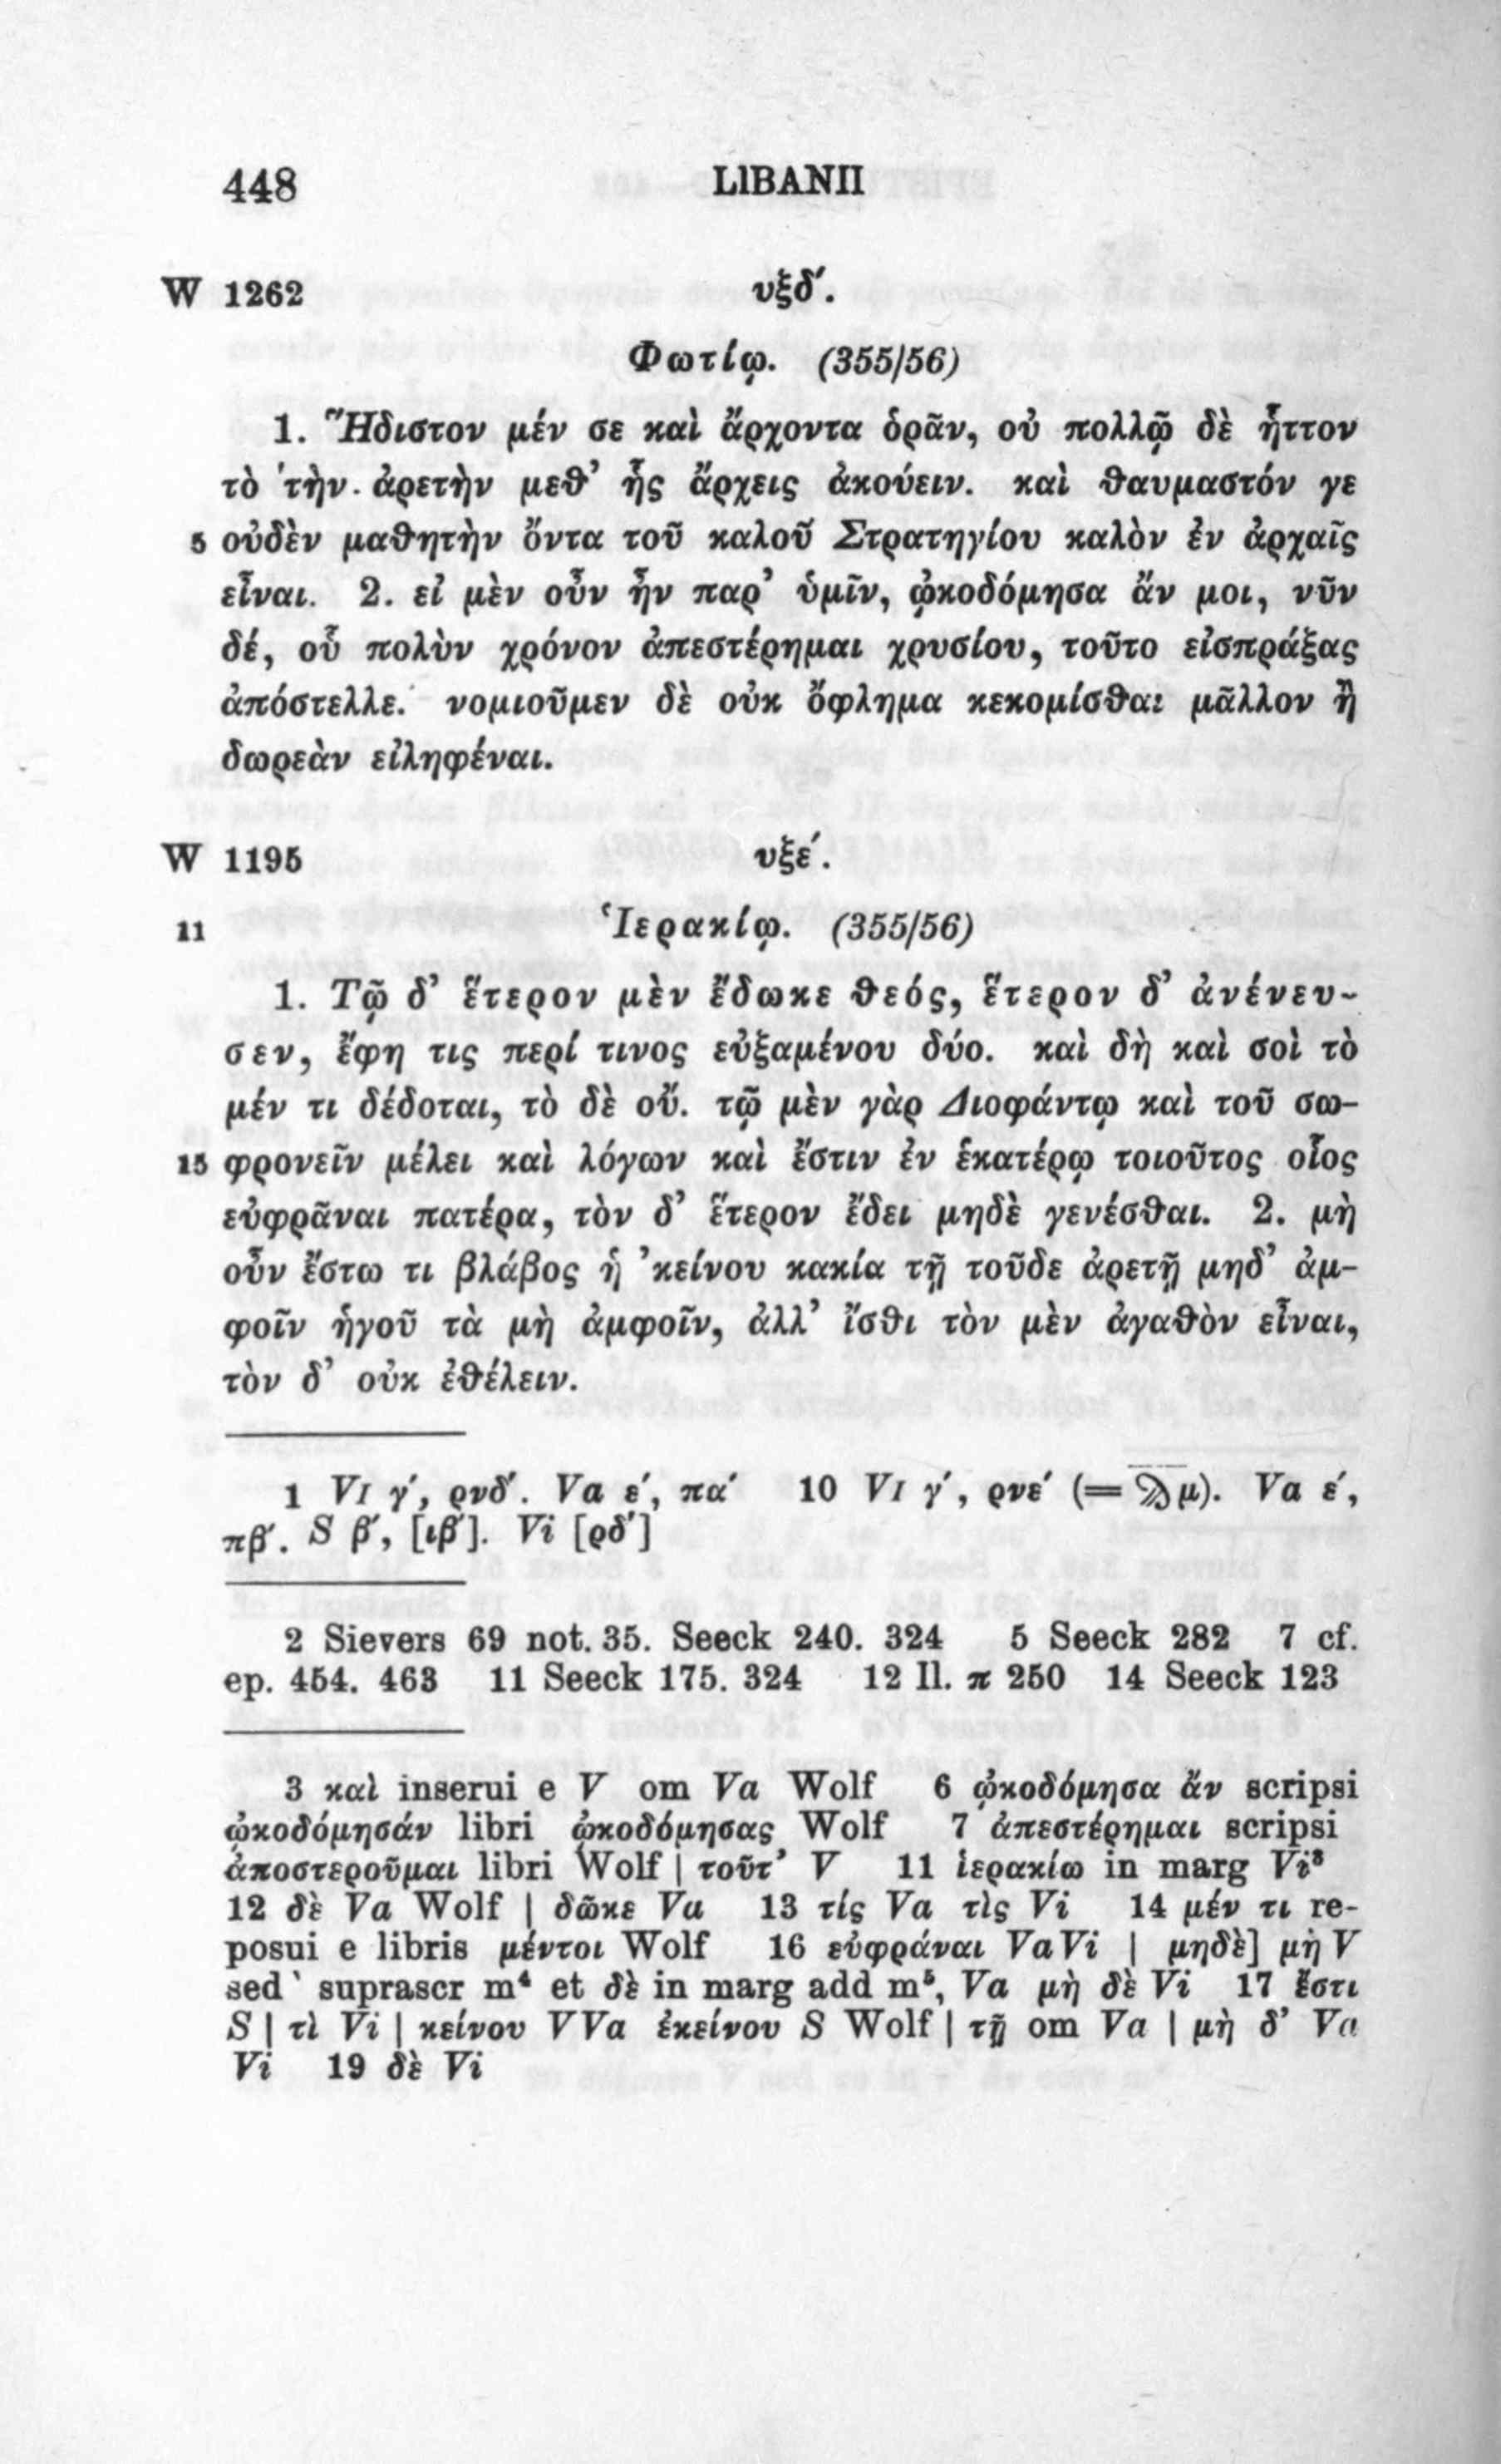 448 LIBANII
W 1262 υξδ΄.
Φωτίῳ. (355/56)
1. Ἥδιστον μέν σε καὶ ἄρχοντα ὁρᾶν, οὐ πολλῷ δὲ ἧττον
τὸ τὴν ἀρετὴν μεθ’ ἧς ἄρχεις ἀκούειν. καὶ θαυμαστόν γε
5 οὐδὲν μαθητὴν ὄντα τοῦ καλοῦ Στρατηγίου καλὸν ἐν ἀρχαῖς
εἶναι. 2. εἰ μὲν οὖν ἦν παρ’ ὑμῖν, ᾠκοδόμησα ἄν μοι, νῦν
δέ, οὗ πολὺν χρόνον ἀπεστέρημαι χρυσίου, τοῦτο εἰσπράξας
ἀπόστελλε. νομιοῦμεν δὲ οὐκ ὄφλημα κεκομίσθαι μᾶλλον ἢ
δωρεὰν εἰληφέναι.
W 1195 υξε΄.
11 Ἱερακίῳ. (355/56)
1. Τῷ δ’ ἕτερον μὲν ἔδωκε θεός, ἕτερον δ’ ἀνένευ-
σεν, ἔφη τις περί τινος εὐξαμένου δύο. καὶ δὴ καὶ σοὶ τὸ
μέν τι δέδοται, τὸ δὲ οὔ. τῷ μὲν γὰρ Διοφάντῳ καὶ τοῦ σω-
15 φρονεῖν μέλει καὶ λόγων καὶ ἔστιν ἐν ἑκατέρῳ τοιοῦτος οἷος
εὐφρᾶναι πατέρα, τὸν δ’ ἕτερον ἔδει μηδὲ γενέσθαι. 2. μὴ
οὖν ἔστω τι βλάβος ἡ ’κείνου κακία τῇ τοῦδε ἀρετῇ μηδ’ ἀμ-
φοῖν ἡγοῦ τὰ μὴ ἀμφοῖν, ἀλλ’ ἴσθι τὸν μὲν ἀγαθὸν εἶναι,
τὸν δ’ οὐκ ἐθέλειν.
1 VI γ΄, ρνδ΄. Va ε΄, πα΄ 10 VI γ΄, ρνε΄ (= μ). Va ε΄,
πβ΄. S β΄, [ιβ΄]. Vi [ρδ΄]
2 Sievers 69 not. 35. Seeck 240. 324 5 Seeck 282 7 cf.
ep. 454. 463 11 Seeck 175. 324 12 Il. π 250 14 Seeck 123
3 καὶ inserui e V om Va Wolf 6 ᾠκοδόμησα ἄν scripsi
ᾠκοδόμησάν libri ᾠκοδόμησας Wolf 7 ἀπεστέρημαι scripsi
ἀποστεροῦμαι libri Wolf | τοῦτ’ V 11 ἱερακίω in marg Vi³
12 δὲ Va Wolf | δῶκε Va 13 τίς Va τὶς Vi 14 μέν τι re-
posui e libris μέντοι Wolf 16 εὐφράναι Va Vi | μηδὲ] μὴ V
sed ` suprascr m⁴ et δὲ in marg add m⁵, Va μὴ δὲ Vi 17 ἔστι
S | τὶ Vi | κείνου V Va ἐκείνου S Wolf | τῇ om Va | μὴ δ’ Va
Vi 19 δὲ Vi